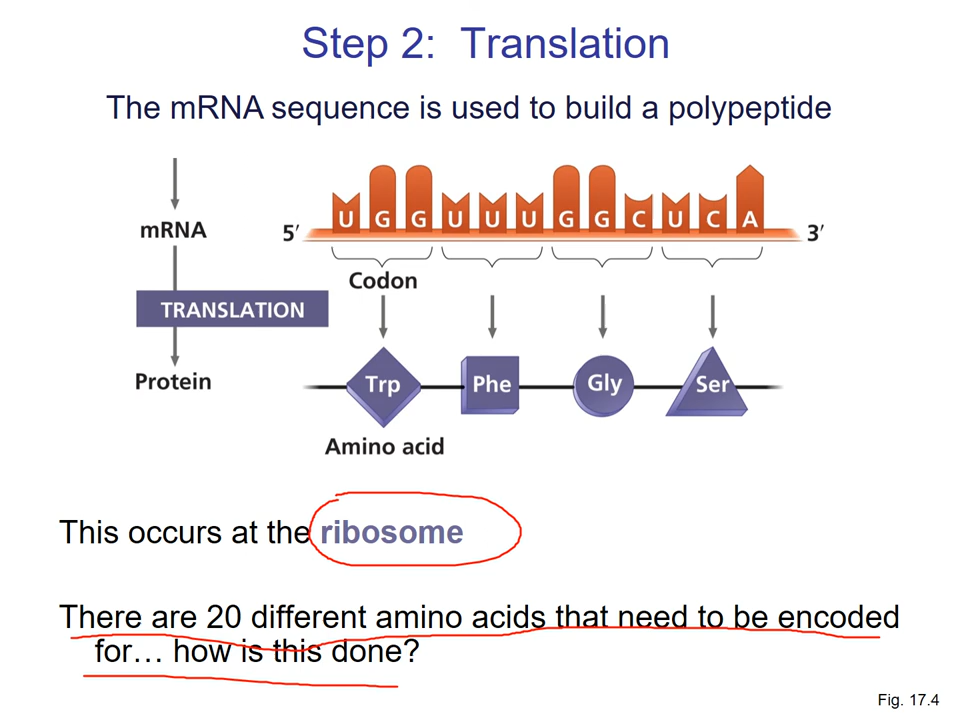 Step 2: Translation
The mRNA sequence is used to build a polypeptide
U G G U U U G G C U C A
mRNA 5′ 3′
Codon
TRANSLATION
Trp Phe Gly Ser
Protein
Amino acid
This occurs at the ribosome
There are 20 different amino acids that need to be encoded
for… how is this done?
Fig. 17.4